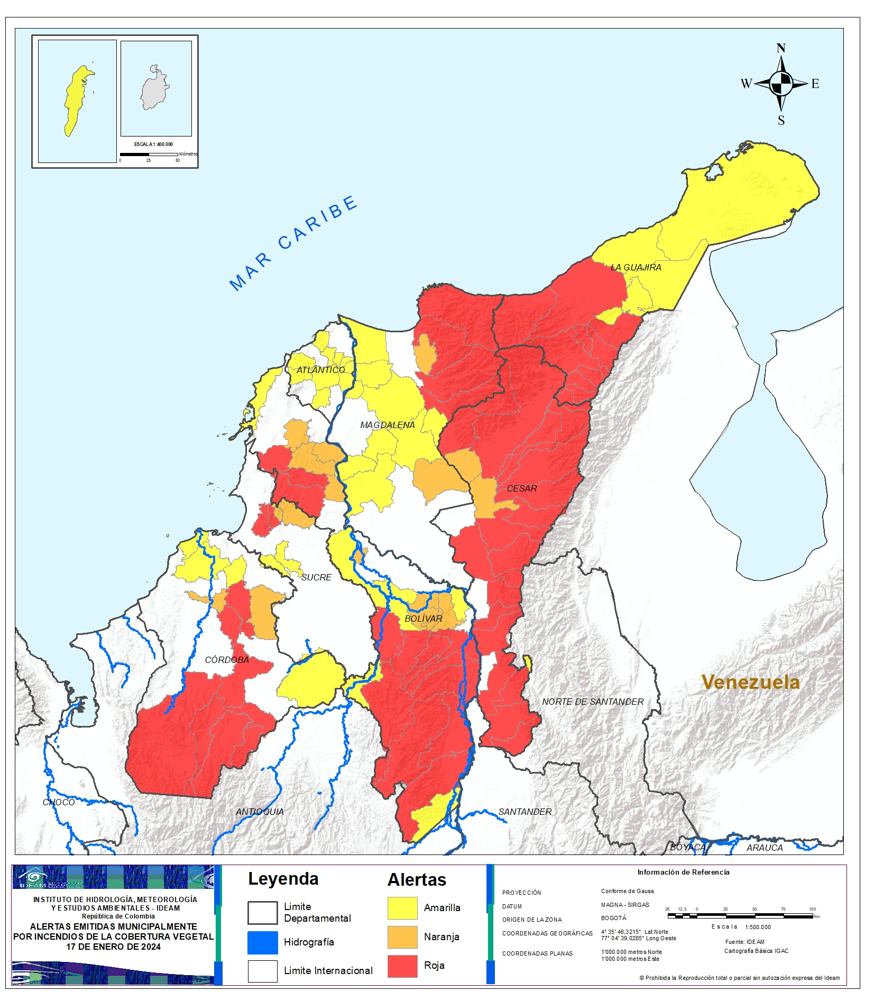 ESCALA 1:400.000
Kilómetros
0 25 50
N
W E
S
MAR CARIBE
LA GUAJIRA
ATLÁNTICO
MAGDALENA
CESAR
SUCRE
BOLÍVAR
CÓRDOBA
Venezuela
NORTE DE SANTANDER
CHOCÓ
ANTIOQUIA
SANTANDER
BOYACÁ
ARAUCA
IDEAM
INSTITUTO DE HIDROLOGÍA, METEOROLOGÍA
Y ESTUDIOS AMBIENTALES - IDEAM
República de Colombia
ALERTAS EMITIDAS MUNICIPALMENTE
POR INCENDIOS DE LA COBERTURA VEGETAL
17 DE ENERO DE 2024
Leyenda
Limite
Departamental
Hidrografía
Limite Internacional
Alertas
Amarilla
Naranja
Roja
Información de Referencia
PROYECCIÓN Conforme de Gauss
DATUM MAGNA - SIRGAS
ORIGEN DE LA ZONA BOGOTÁ
COORDENADAS GEOGRÁFICAS 4° 35' 46,3215" Lat.Norte
77° 04' 39,0285" Long.Oeste
COORDENADAS PLANAS 1'000.000 metros Norte
1'000.000 metros Este
25 12,5 0 25 50 75 100
Km
Escala 1:500.000
Fuente: IDEAM
Cartografía Básica IGAC
© Prohibida la Reproducción total o parcial sin autozación expresa del Ideam